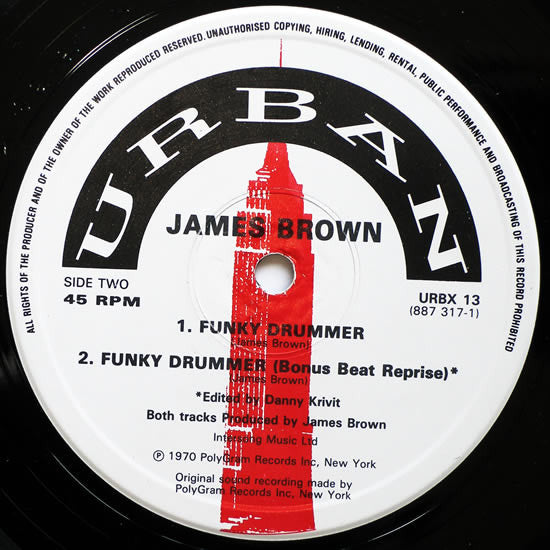 ALL RIGHTS OF THE PRODUCER AND OF THE OWNER OF THE WORK REPRODUCED RESERVED. UNAUTHORISED COPYING, HIRING, LENDING, RENTAL, PUBLIC PERFORMANCE AND BROADCASTING OF THIS RECORD PROHIBITED
URBAN
JAMES BROWN
SIDE TWO
45 RPM
URBX 13
(887 317-1)
1. FUNKY DRUMMER
(James Brown)
2. FUNKY DRUMMER (Bonus Beat Reprise)*
(James Brown)
*Edited by Danny Krivit
Both tracks Produced by James Brown
Intersong Music Ltd
Ⓟ 1970 PolyGram Records Inc, New York
Original sound recording made by
PolyGram Records Inc, New York